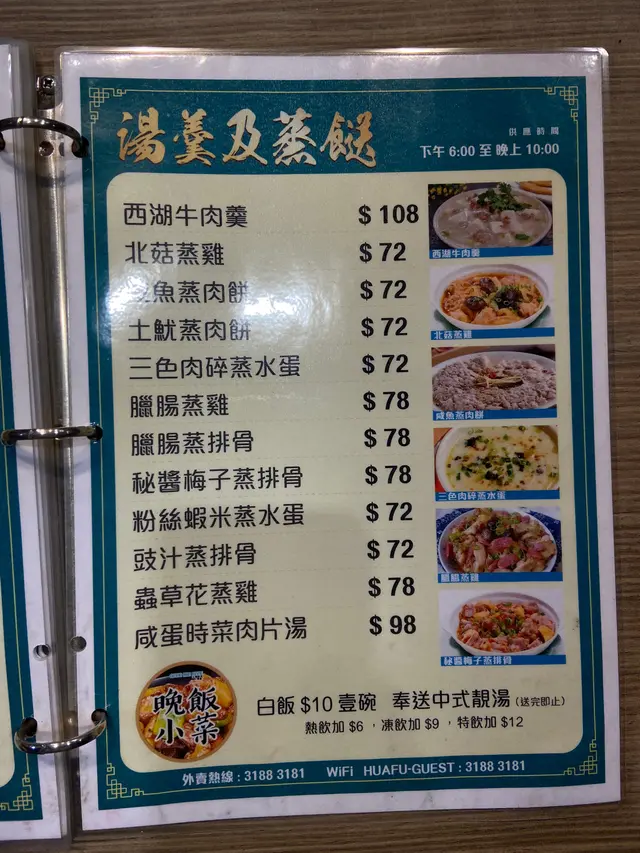 湯羹及蒸餸
供應時間
下午 6:00 至 晚上 10:00
西湖牛肉羹 $ 108
北菇蒸雞 $ 72
魚蒸肉餅 $ 72
土魷蒸肉餅 $ 72
三色肉碎蒸水蛋 $ 72
臘腸蒸雞 $ 78
臘腸蒸排骨 $ 78
秘醬梅子蒸排骨 $ 78
粉絲蝦米蒸水蛋 $ 72
豉汁蒸排骨 $ 72
蟲草花蒸雞 $ 78
咸蛋時菜肉片湯 $ 98
西湖牛肉羹
北菇蒸雞
咸魚蒸肉餅
三色肉碎蒸水蛋
臘腸蒸雞
秘醬梅子蒸排骨
晚飯
小菜
白飯 $10 壹碗 奉送中式靚湯 (送完即止)
熱飲加 $6 , 凍飲加 $9 , 特飲加 $12
外賣熱線 : 3188 3181 WiFi HUAFU-GUEST : 3188 3181